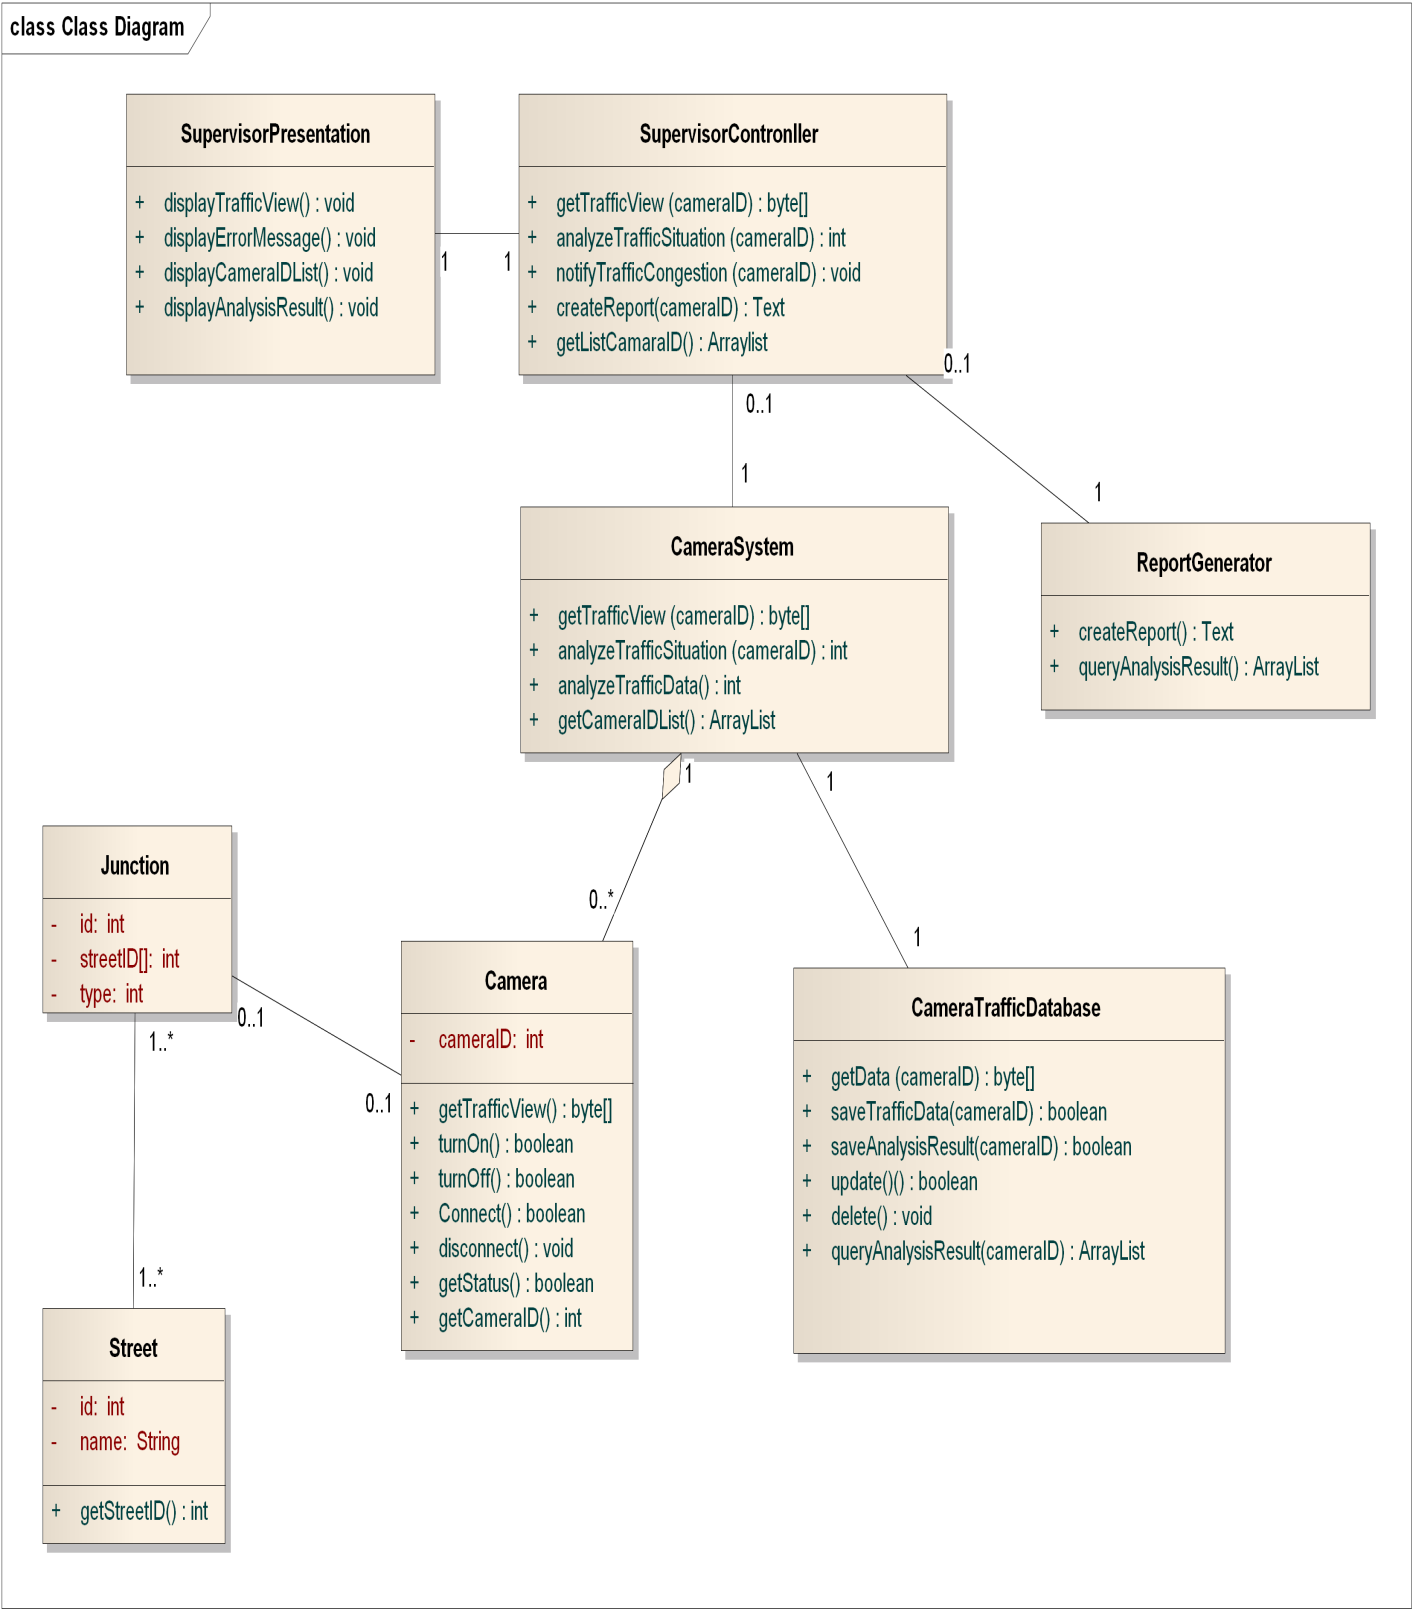 class Class Diagram
SupervisorPresentation
+ displayTrafficView() : void
+ displayErrorMessage() : void
+ displayCameraIDList() : void
+ displayAnalysisResult() : void
SupervisorContronller
+ getTrafficView (cameraID) : byte[]
+ analyzeTrafficSituation (cameraID) : int
+ notifyTrafficCongestion (cameraID) : void
+ createReport(cameraID) : Text
+ getListCamaraID() : Arraylist
1
1
0..1
0..1
1
1
CameraSystem
+ getTrafficView (cameraID) : byte[]
+ analyzeTrafficSituation (cameraID) : int
+ analyzeTrafficData() : int
+ getCameraIDList() : ArrayList
ReportGenerator
+ createReport() : Text
+ queryAnalysisResult() : ArrayList
1
1
0..*
1
Junction
- id: int
- streetID[]: int
- type: int
0..1
1..*
0..1
1..*
Camera
- cameraID: int
+ getTrafficView() : byte[]
+ turnOn() : boolean
+ turnOff() : boolean
+ Connect() : boolean
+ disconnect() : void
+ getStatus() : boolean
+ getCameraID() : int
CameraTrafficDatabase
+ getData (cameraID) : byte[]
+ saveTrafficData(cameraID) : boolean
+ saveAnalysisResult(cameraID) : boolean
+ update()() : boolean
+ delete() : void
+ queryAnalysisResult(cameraID) : ArrayList
Street
- id: int
- name: String
+ getStreetID() : int